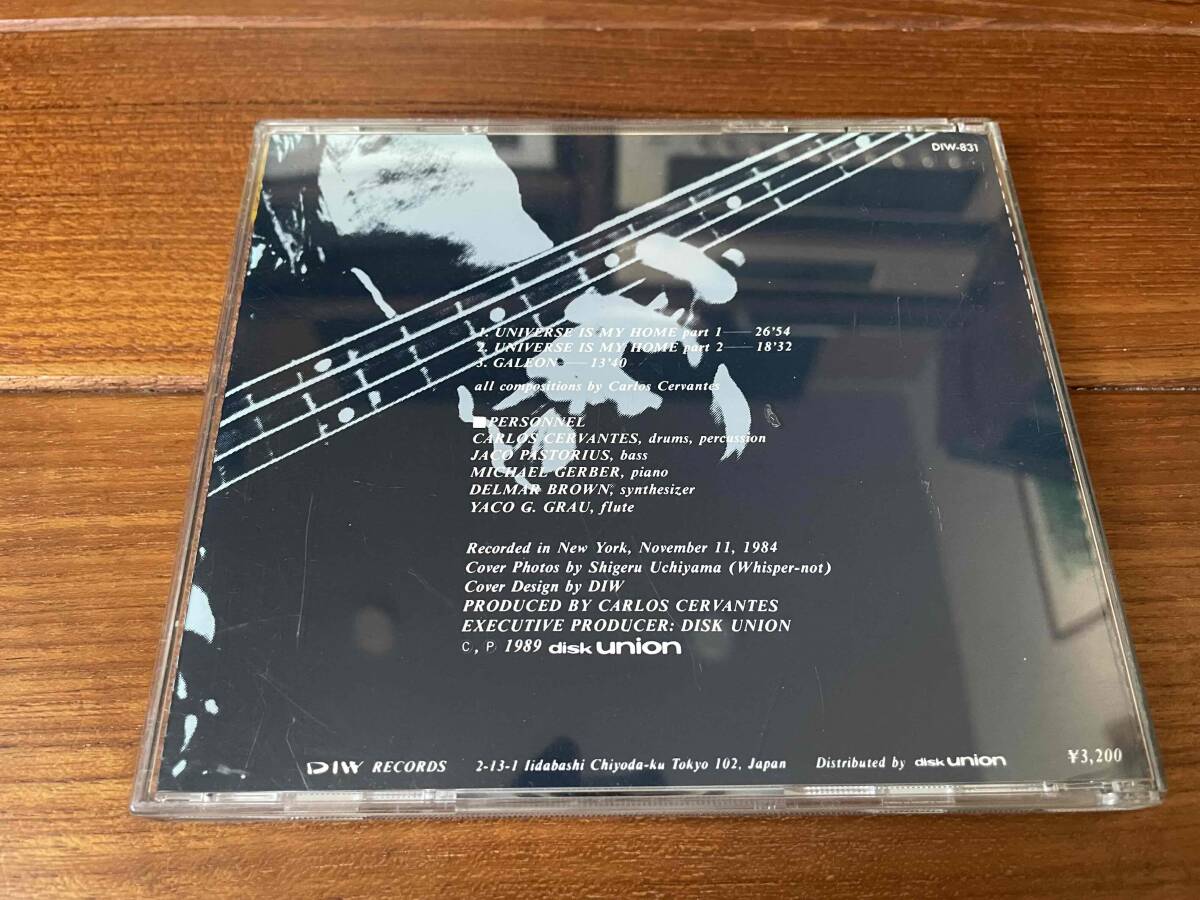 DIW-831
1. UNIVERSE IS MY HOME part 1 — 26'54
2. UNIVERSE IS MY HOME part 2 — 18'32
3. GALEON — 13'40
all compositions by Carlos Cervantes
■PERSONNEL
CARLOS CERVANTES, drums, percussion
JACO PASTORIUS, bass
MICHAEL GERBER, piano
DELMAR BROWN, synthesizer
YACO G. GRAU, flute
Recorded in New York, November 11, 1984
Cover Photos by Shigeru Uchiyama (Whisper-not)
Cover Design by DIW
PRODUCED BY CARLOS CERVANTES
EXECUTIVE PRODUCER: DISK UNION
Ⓒ, Ⓟ 1989 disk union
DIW RECORDS 2-13-1 Iidabashi Chiyoda-ku Tokyo 102, Japan Distributed by disk union ¥3,200